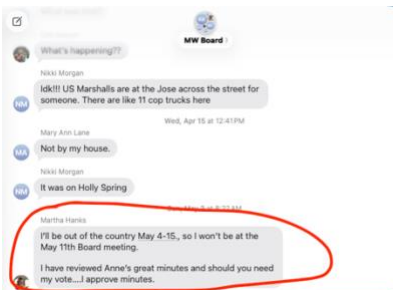 MW Board
What's happening??
Nikki Morgan
Idk!!! US Marshalls are at the Jose across the street for
someone. There are like 11 cop trucks here
Wed, Apr 15 at 12:41PM
Mary Ann Lane
MA
Not by my house.
Nikki Morgan
NM
It was on Holly Spring
Martha Hanks
I'll be out of the country May 4-15., so I won't be at the
May 11th Board meeting.
I have reviewed Anne's great minutes and should you need
my vote....I approve minutes.